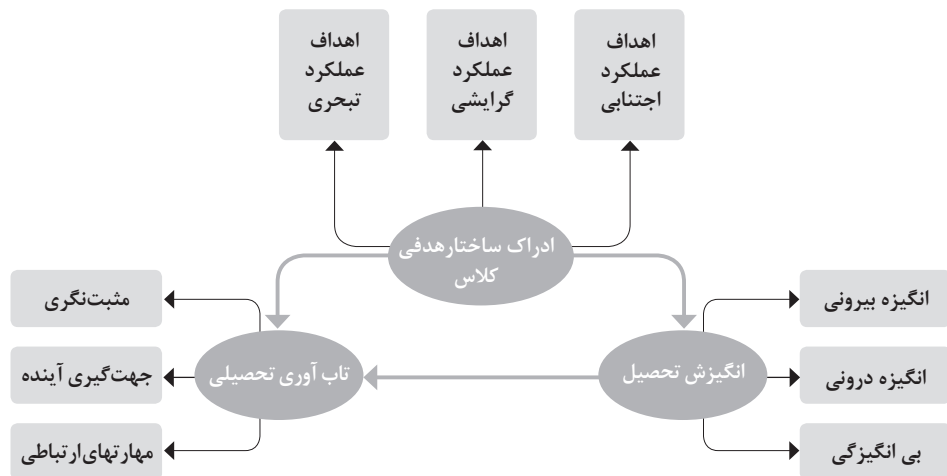 اهداف
عملکرد
اجتنابی
اهداف
عملکرد
گرایشی
اهداف
عملکرد
تبحری
ادراک ساختارهدفی
کلاس
انگیزه بیرونی
مثبت‌نگری
انگیزش تحصیل
تاب آوری تحصیلی
انگیزه درونی
جهت‌گیری آینده
بی انگیزگی
مهارتهای‌ارتباطی